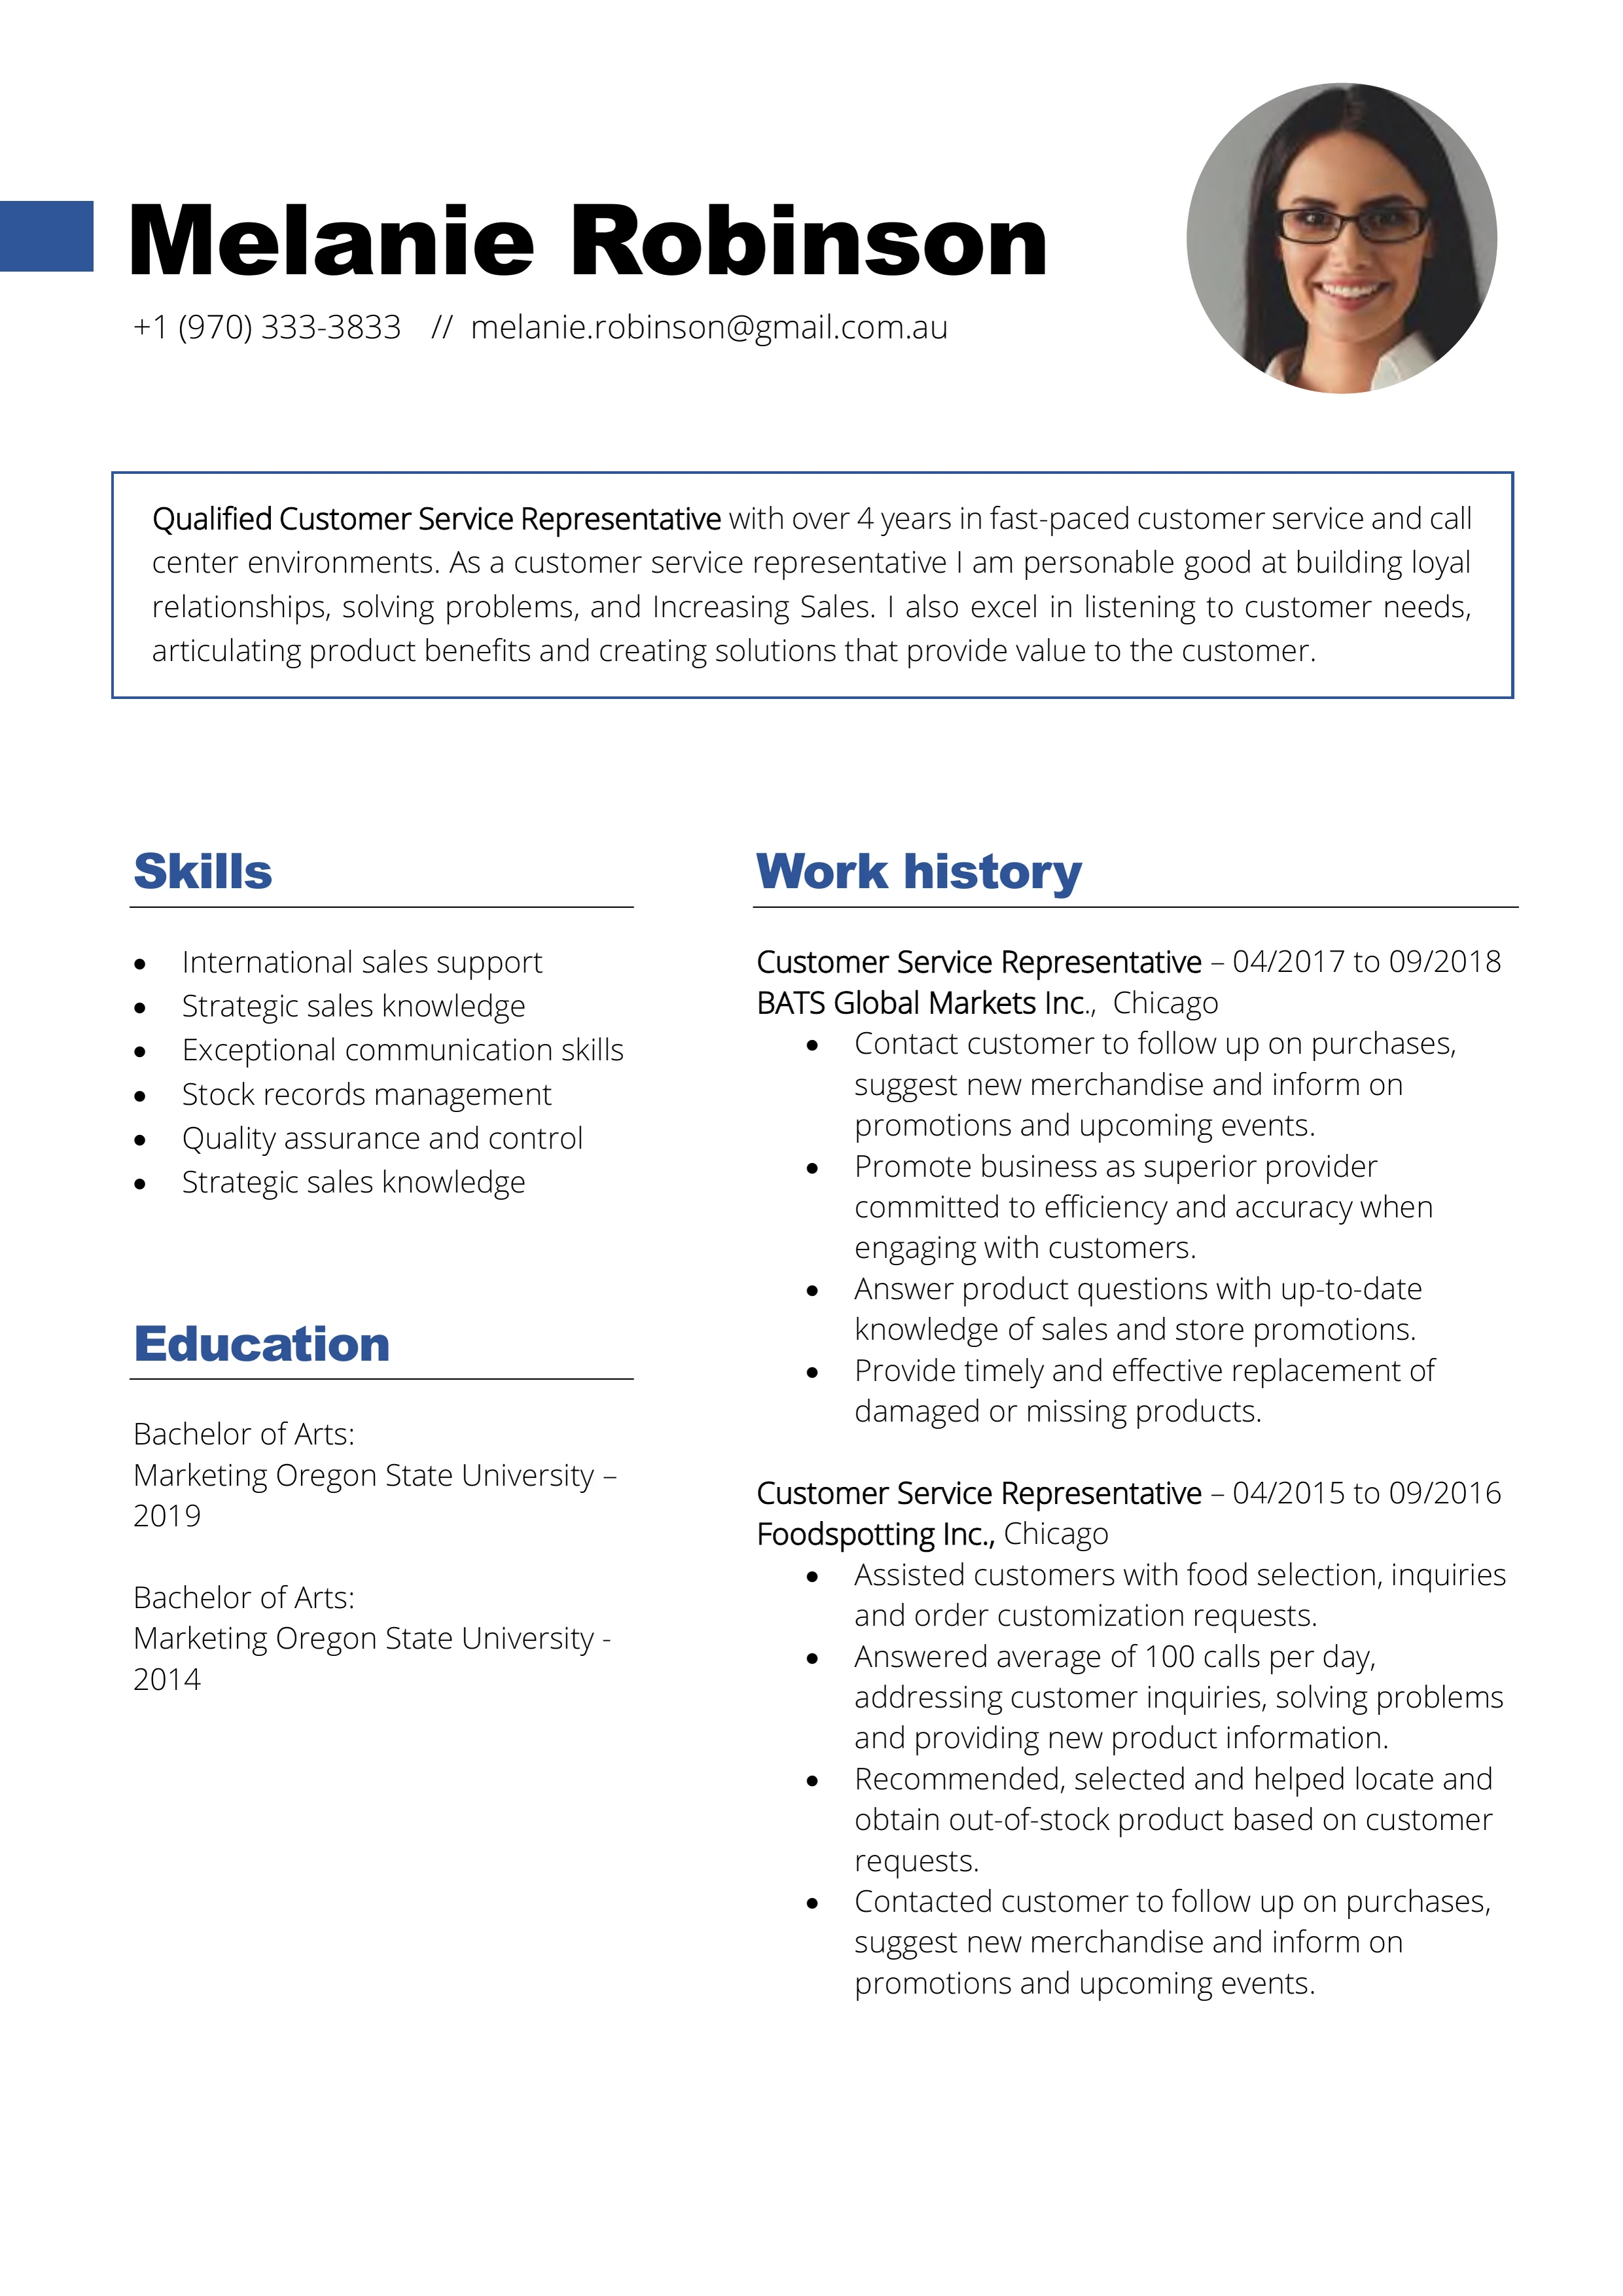 Melanie Robinson
+1 (970) 333-3833 // melanie.robinson@gmail.com.au
Qualified Customer Service Representative with over 4 years in fast-paced customer service and call
center environments. As a customer service representative I am personable good at building loyal
relationships, solving problems, and Increasing Sales. I also excel in listening to customer needs,
articulating product benefits and creating solutions that provide value to the customer.
Skills
• International sales support
• Strategic sales knowledge
• Exceptional communication skills
• Stock records management
• Quality assurance and control
• Strategic sales knowledge
Education
Bachelor of Arts:
Marketing Oregon State University –
2019
Bachelor of Arts:
Marketing Oregon State University -
2014
Work history
Customer Service Representative – 04/2017 to 09/2018
BATS Global Markets Inc., Chicago
• Contact customer to follow up on purchases,
suggest new merchandise and inform on
promotions and upcoming events.
• Promote business as superior provider
committed to efficiency and accuracy when
engaging with customers.
• Answer product questions with up-to-date
knowledge of sales and store promotions.
• Provide timely and effective replacement of
damaged or missing products.
Customer Service Representative – 04/2015 to 09/2016
Foodspotting Inc., Chicago
• Assisted customers with food selection, inquiries
and order customization requests.
• Answered average of 100 calls per day,
addressing customer inquiries, solving problems
and providing new product information.
• Recommended, selected and helped locate and
obtain out-of-stock product based on customer
requests.
• Contacted customer to follow up on purchases,
suggest new merchandise and inform on
promotions and upcoming events.